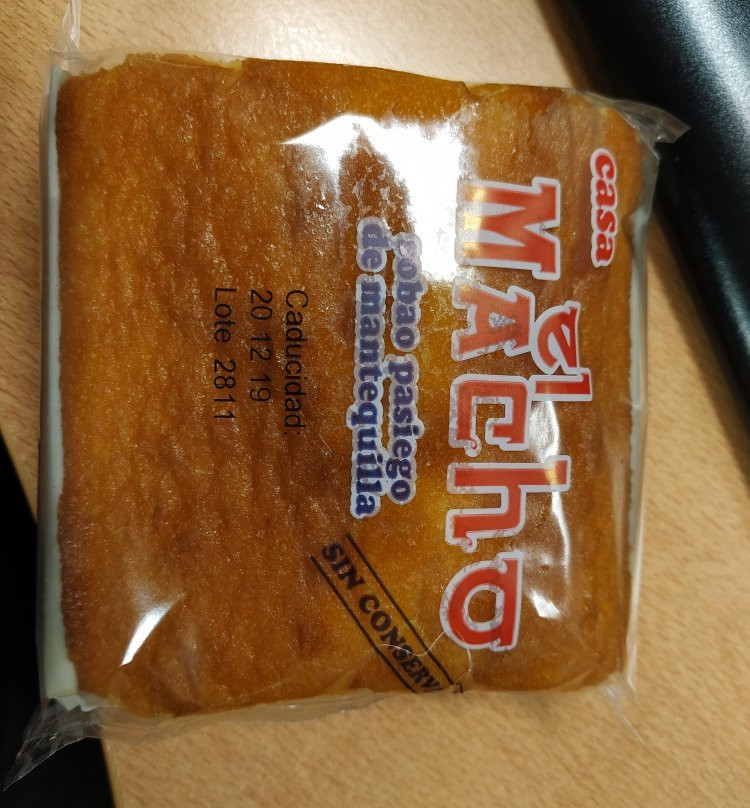 casa
el
MACHO
sobao pasiego
de mantequilla
Caducidad:
20 12 19
Lote 2811
SIN CONSERV